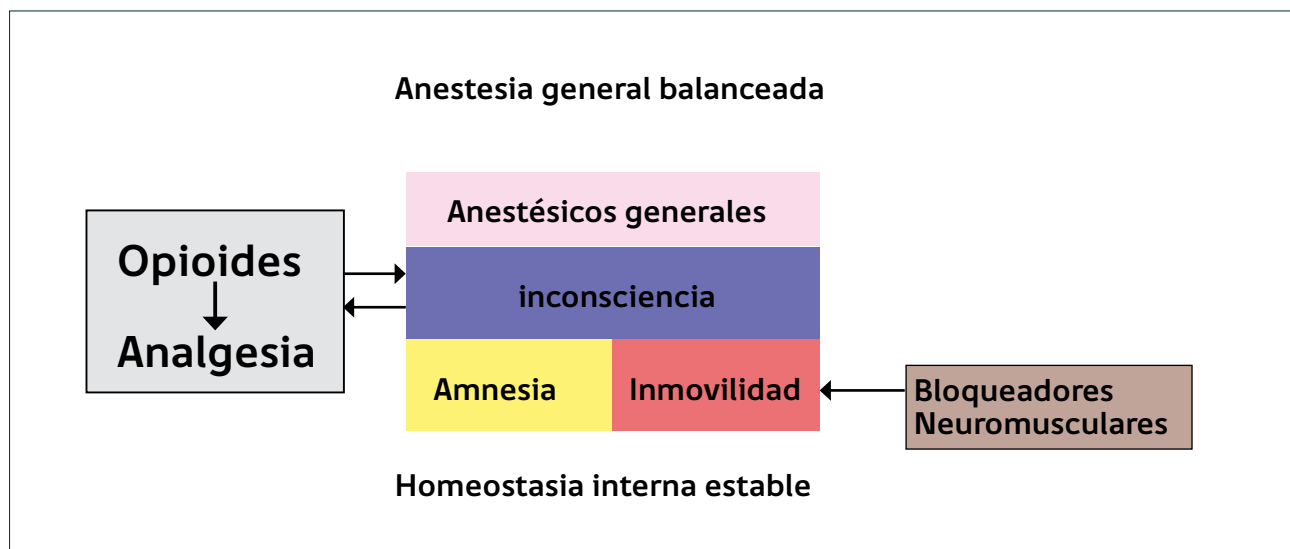 Anestesia general balanceada
Anestésicos generales
Opioides
inconsciencia
Analgesia
Amnesia
Inmovilidad
Bloqueadores
Neuromusculares
Homeostasia interna estable